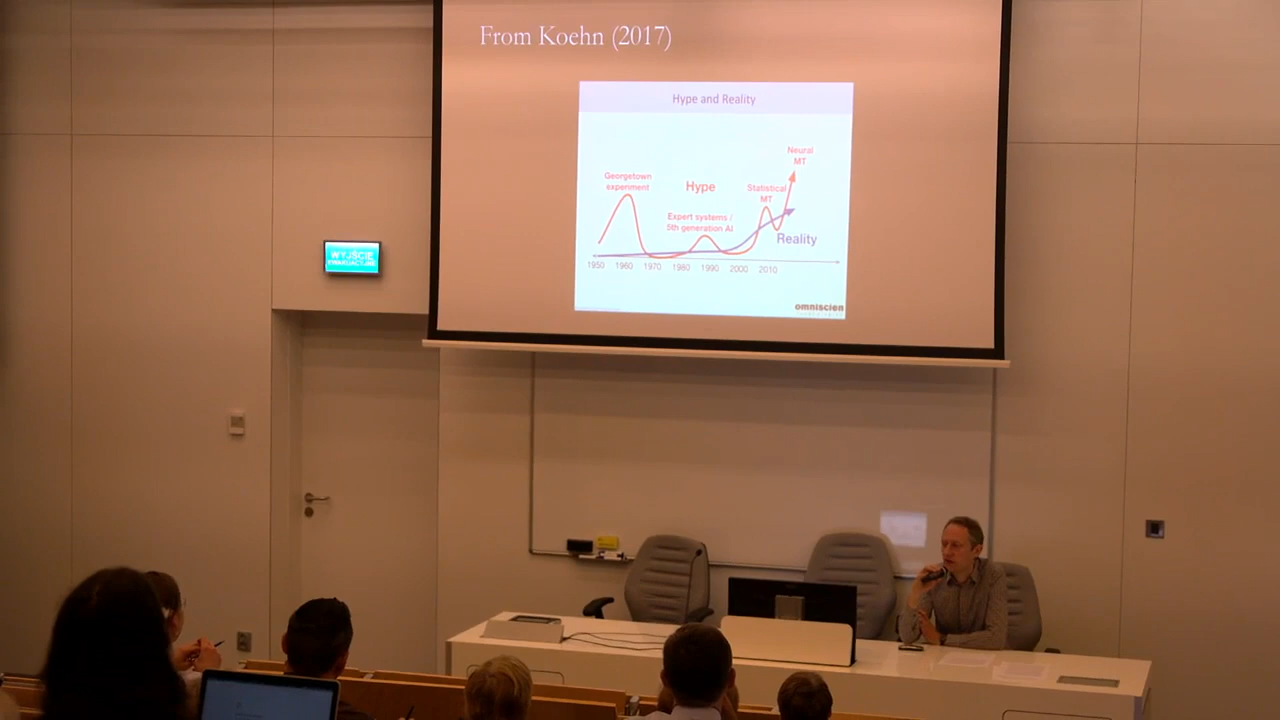 From Koehn (2017)
Hype and Reality
Neural
MT
Georgetown
experiment
Hype
Statistical
MT
Expert systems /
5th generation AI
Reality
1950 1960 1970 1980 1990 2000 2010
omniscien
WYJŚCIE
EWAKUACYJNE